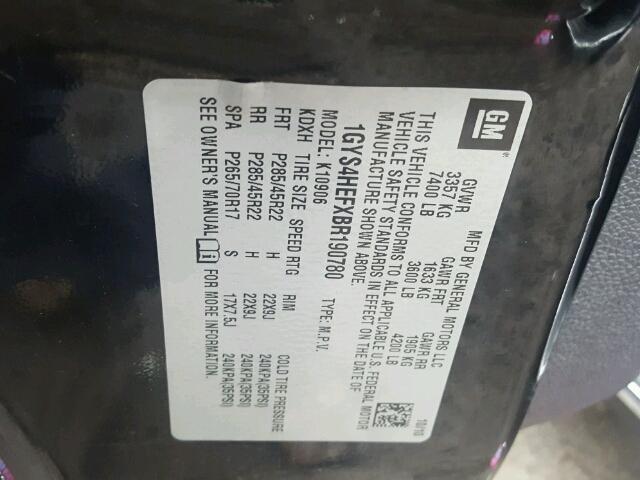 GM
MFD BY GENERAL MOTORS LLC 10/10
GVWR GAWR FRT GAWR RR
3357 KG 1633 KG 1905 KG
7400 LB 3600 LB 4200 LB
THIS VEHICLE CONFORMS TO ALL APPLICABLE U.S. FEDERAL MOTOR
VEHICLE SAFETY STANDARDS IN EFFECT ON THE DATE OF
MANUFACTURE SHOWN ABOVE.
1GYS4HEFXBR190780 TYPE: M.P.V.
MODEL: K10906
KDXH TIRE SIZE SPEED RTG RIM COLD TIRE PRESSURE
FRT P285/45R22 H 22X9J 240KPA(35PSI)
RR P285/45R22 H 22X9J 240KPA(35PSI)
SPA P265/70R17 S 17X7.5J 240KPA(35PSI)
SEE OWNER'S MANUAL FOR MORE INFORMATION.